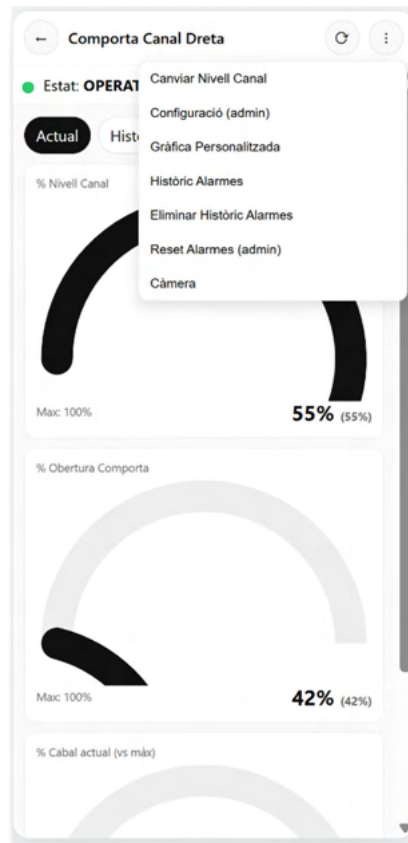 ← Comporta Canal Dreta
Estat: OPERAT
Canviar Nivell Canal
Configuració (admin)
Gràfica Personalitzada
Històric Alarmes
Eliminar Històric Alarmes
Reset Alarmes (admin)
Càmera
Actual Histò
% Nivell Canal
Max: 100% 55% (55%)
% Obertura Comporta
Max: 100% 42% (42%)
% Cabal actual (vs màx)